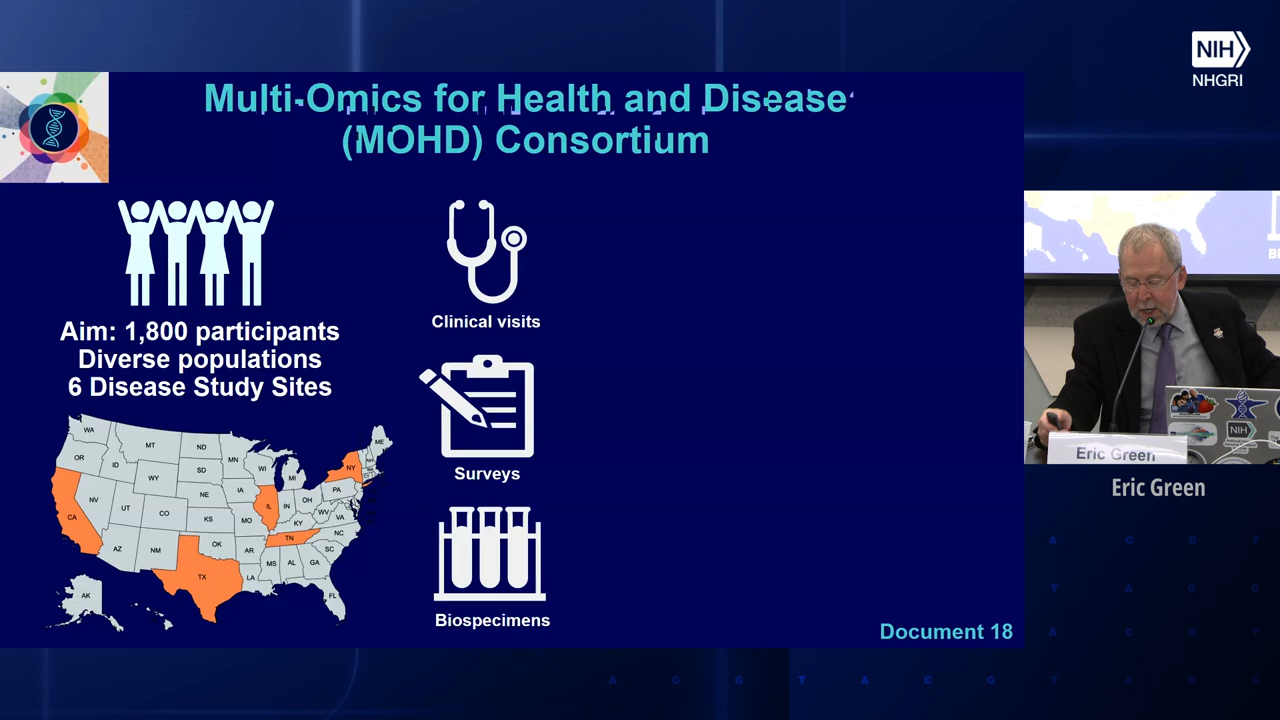 NIH
NHGRI
Multi-Omics for Health and Disease
(MOHD) Consortium
Aim: 1,800 participants
Diverse populations
6 Disease Study Sites
Clinical visits
Surveys
Biospecimens
WA
OR
CA
NV
ID
MT
WY
UT
CO
AZ
NM
ND
SD
NE
KS
OK
TX
MN
IA
MO
AR
LA
WI
IL
MI
IN
OH
KY
TN
MS
AL
GA
FL
SC
NC
VA
WV
PA
NY
ME
AK
Document 18
Eric Green
NIH
Eric Green
A C G T
A C G T A C G T A C G